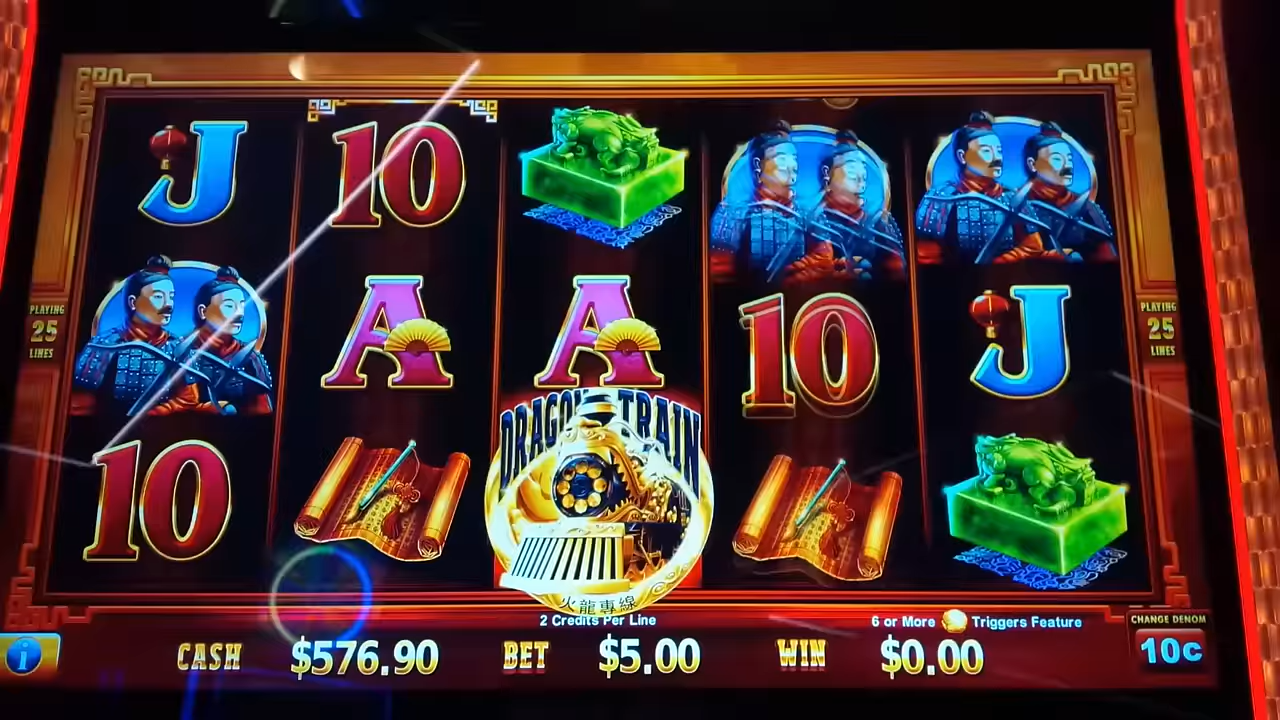 J
10
10
A
A
10
J
PLAYING
25
LINES
PLAYING
25
LINES
10
DRAGON TRAIN
火龍專線
2 Credits Per Line
6 or More Triggers Feature
CHANGE DENOM
10¢
i
CASH $576.90 BET $5.00 WIN $0.00